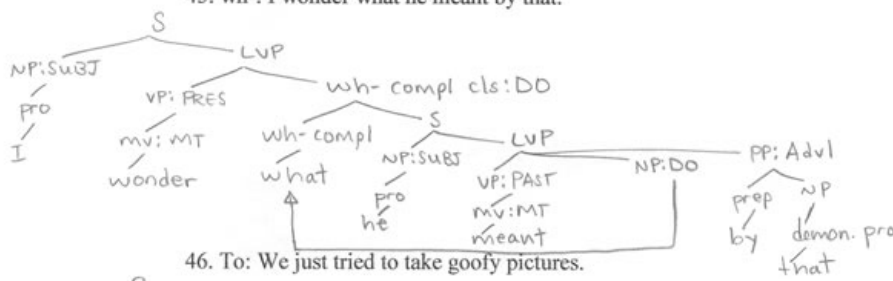 45. wh-: I wonder what he meant by that.
S
NP:SUBJ LVP
pro VP:PRES wh-compl cls:DO
I mv:MT wh-compl S
wonder what NP:SUBJ LVP
pro VP:PAST NP:DO PP:Advl
he mv:MT prep NP
meant by demon. pro
that
46. To: We just tried to take goofy pictures.